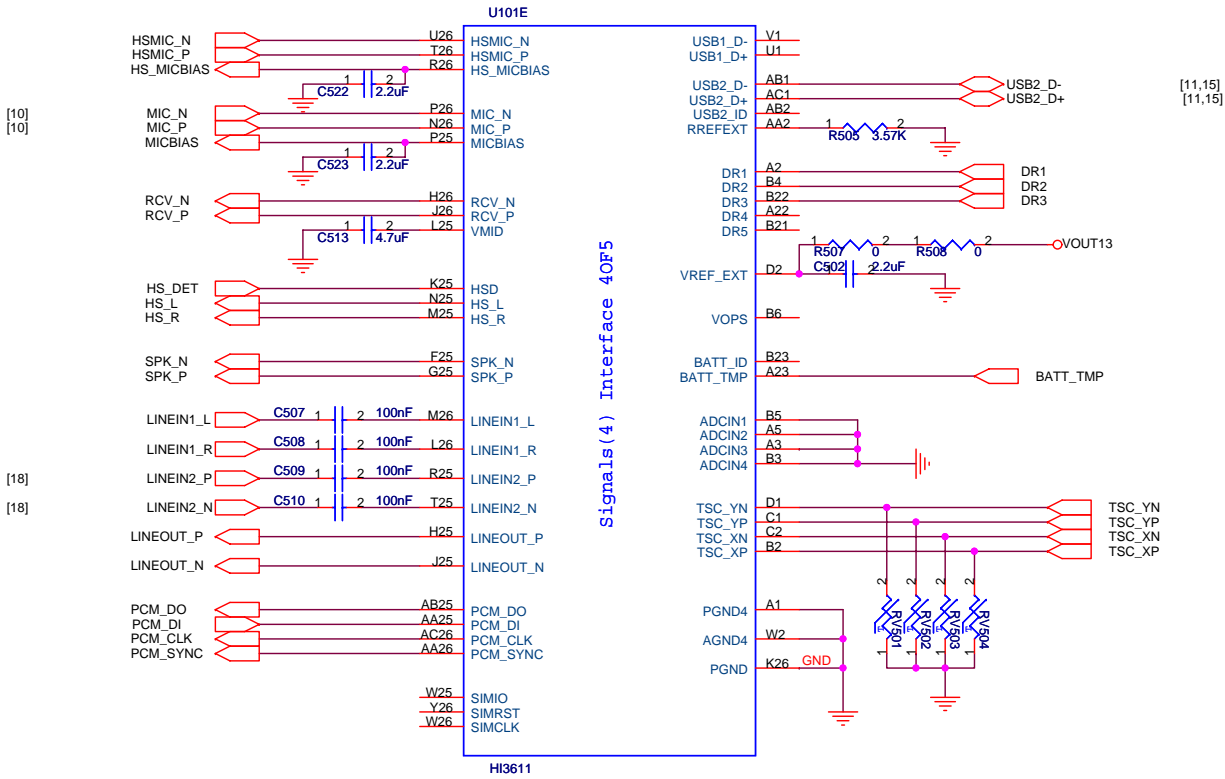 U101E
HSMIC_N U26 HSMIC_N
HSMIC_P T26 HSMIC_P
HS_MICBIAS R26 HS_MICBIAS
C522 1 2 2.2uF
[10] MIC_N P26 MIC_N
[10] MIC_P N26 MIC_P
MICBIAS P25 MICBIAS
C523 1 2 2.2uF
RCV_N H26 RCV_N
RCV_P J26 RCV_P
L25 VMID
C513 1 2 4.7uF
HS_DET K25 HSD
HS_L N25 HS_L
HS_R M25 HS_R
SPK_N F25 SPK_N
SPK_P G25 SPK_P
LINEIN1_L C507 1 2 100nF M26 LINEIN1_L
LINEIN1_R C508 1 2 100nF L26 LINEIN1_R
[18] LINEIN2_P C509 1 2 100nF R25 LINEIN2_P
[18] LINEIN2_N C510 1 2 100nF T25 LINEIN2_N
LINEOUT_P H25 LINEOUT_P
LINEOUT_N J25 LINEOUT_N
PCM_DO AB25 PCM_DO
PCM_DI AA25 PCM_DI
PCM_CLK AC26 PCM_CLK
PCM_SYNC AA26 PCM_SYNC
W25 SIMIO
Y26 SIMRST
W26 SIMCLK
Signals(4) Interface 4OF5
USB1_D- V1
USB1_D+ U1
USB2_D- AB1 USB2_D- [11,15]
USB2_D+ AC1 USB2_D+ [11,15]
USB2_ID AB2
RREFEXT AA2 1 R505 3.57K 2
DR1 A2 DR1
DR2 B4 DR2
DR3 B22 DR3
DR4 A22
DR5 B21
1 R507 0 2 1 R508 0 2 VOUT13
VREF_EXT D2 C502 1 2 2.2uF
VOPS B6
BATT_ID B23
BATT_TMP A23 BATT_TMP
ADCIN1 B5
ADCIN2 A5
ADCIN3 A3
ADCIN4 B3
TSC_YN D1 TSC_YN
TSC_YP C1 TSC_YP
TSC_XN C2 TSC_XN
TSC_XP B2 TSC_XP
2 2 2 2
RV501 RV502 RV503 RV504
1 1 1 1
PGND4 A1
AGND4 W2
PGND K26 GND
HI3611